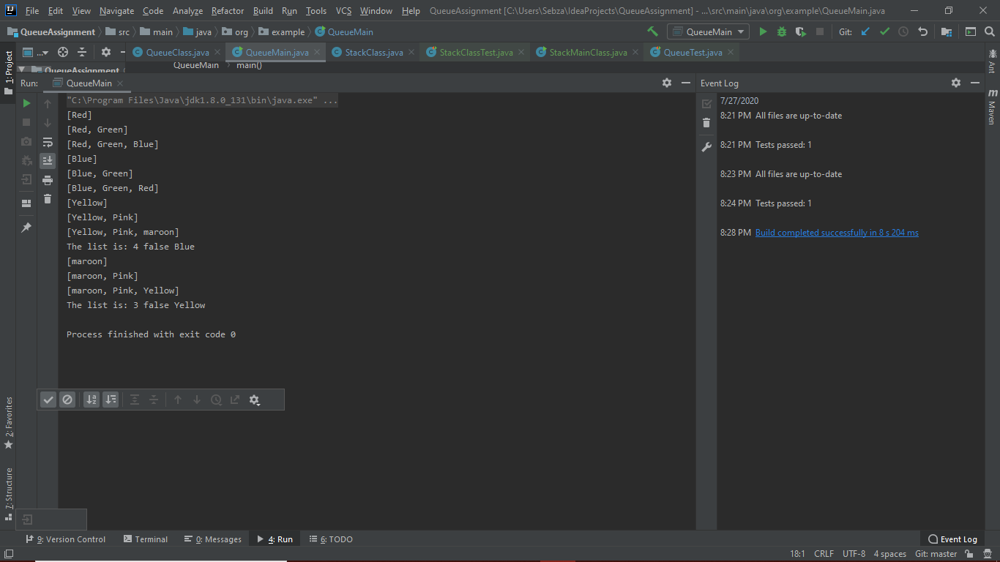 File Edit View Navigate Code Analyze Refactor Build Run Tools VCS Window Help QueueAssignment [C:\Users\Sebza\IdeaProjects\QueueAssignment] - ...\src\main\java\org\example\QueueMain.java
QueueAssignment src main java org example QueueMain QueueMain Git:
... QueueClass.java QueueMain.java StackClass.java StackClassTest.java StackMainClass.java QueueTest.java
QueueAssignment QueueMain main()
Run: QueueMain
"C:\Program Files\Java\jdk1.8.0_131\bin\java.exe" ...
[Red]
[Red, Green]
[Red, Green, Blue]
[Blue]
[Blue, Green]
[Blue, Green, Red]
[Yellow]
[Yellow, Pink]
[Yellow, Pink, maroon]
The list is: 4 false Blue
[maroon]
[maroon, Pink]
[maroon, Pink, Yellow]
The list is: 3 false Yellow
Process finished with exit code 0
Event Log
7/27/2020
8:21 PM All files are up-to-date
8:21 PM Tests passed: 1
8:23 PM All files are up-to-date
8:24 PM Tests passed: 1
8:28 PM Build completed successfully in 8 s 204 ms
1: Project
2: Favorites
7: Structure
Ant
m Maven
9: Version Control Terminal 0: Messages 4: Run 6: TODO Event Log
18:1 CRLF UTF-8 4 spaces Git: master